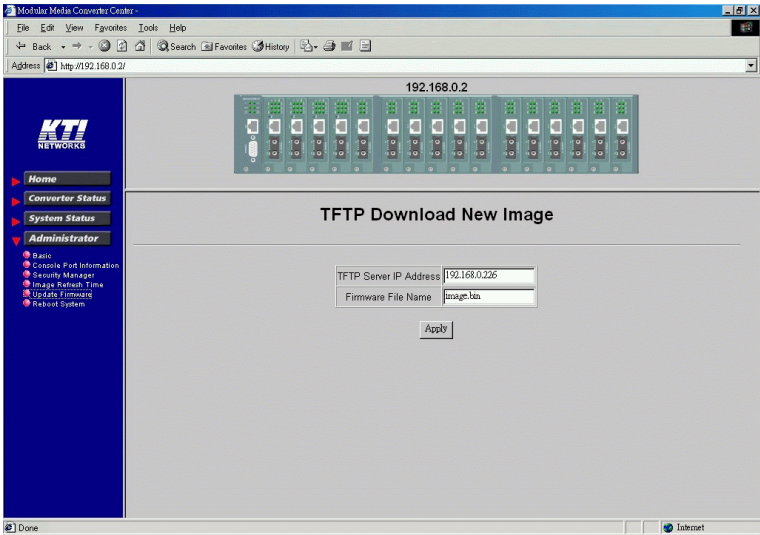 Modular Media Converter Center -
File Edit View Favorites Tools Help
Back Search Favorites History
Address http://192.168.0.2/
192.168.0.2
KTI
NETWORKS
Home
Converter Status
System Status
Administrator
Basic
Console Port Information
Security Manager
Image Refresh Time
Update Firmware
Reboot System
TFTP Download New Image
TFTP Server IP Address 192.168.0.226
Firmware File Name image.bin
Apply
Done Internet